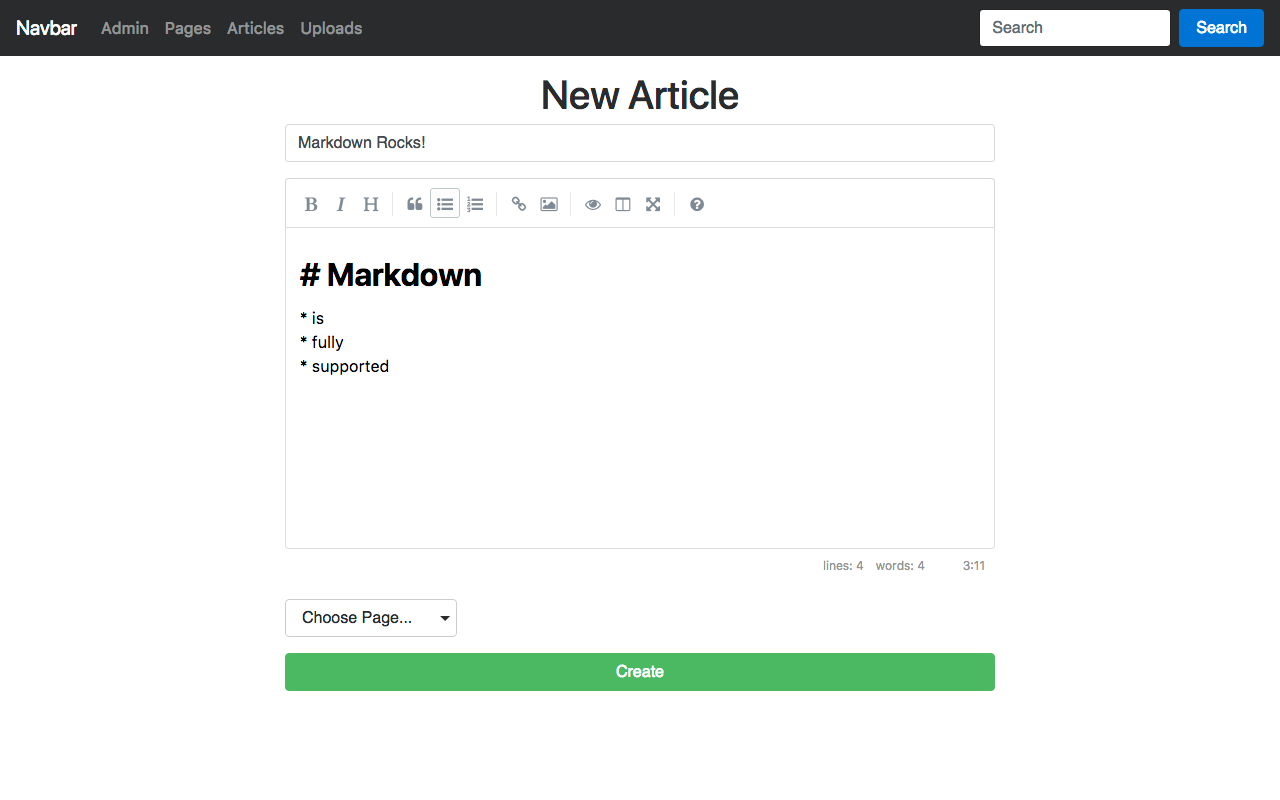 Navbar Admin Pages Articles Uploads Search Search
New Article
Markdown Rocks!
B I H
# Markdown
* is
* fully
* supported
lines: 4 words: 4 3:11
Choose Page...
Create